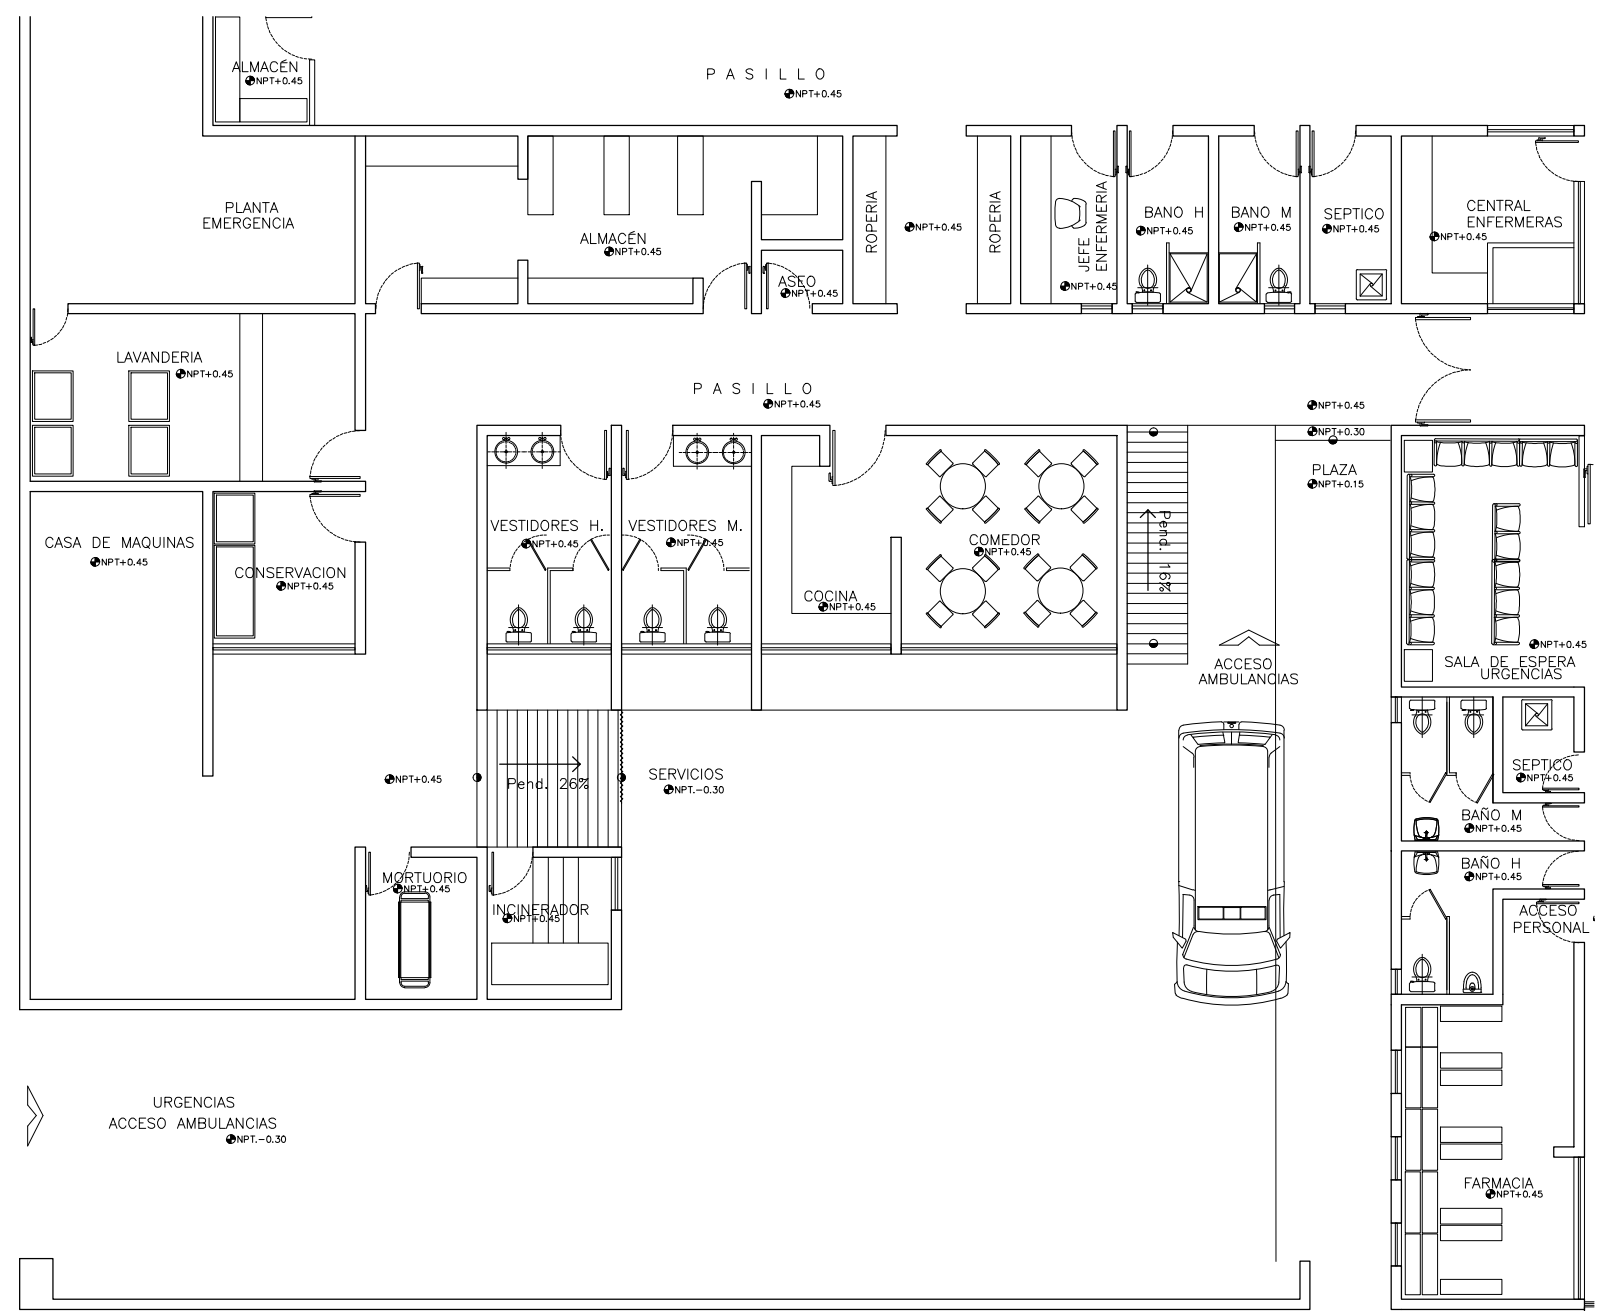 ALMACÉN
NPT+0.45
P A S I L L O
NPT+0.45
PLANTA
EMERGENCIA
ALMACÉN
NPT+0.45
ASEO
NPT+0.45
ROPERIA
NPT+0.45
ROPERIA
JEFE
ENFERMERIA
NPT+0.45
BANO H
NPT+0.45
BANO M
NPT+0.45
SEPTICO
NPT+0.45
CENTRAL
ENFERMERAS
NPT+0.45
LAVANDERIA
NPT+0.45
P A S I L L O
NPT+0.45
NPT+0.45
NPT+0.30
PLAZA
NPT+0.15
CASA DE MAQUINAS
NPT+0.45
CONSERVACION
NPT+0.45
VESTIDORES H.
NPT+0.45
VESTIDORES M.
NPT+0.45
COCINA
NPT+0.45
COMEDOR
NPT+0.45
Pend. 16%
ACCESO
AMBULANCIAS
NPT+0.45
SALA DE ESPERA
URGENCIAS
NPT+0.45
Pend. 26%
SERVICIOS
NPT.-0.30
SEPTICO
NPT+0.45
BAÑO M
NPT+0.45
BAÑO H
NPT+0.45
MORTUORIO
NPT+0.45
INCINERADOR
NPT+0.45
ACCESO
PERSONAL
URGENCIAS
ACCESO AMBULANCIAS
NPT.-0.30
FARMACIA
NPT+0.45